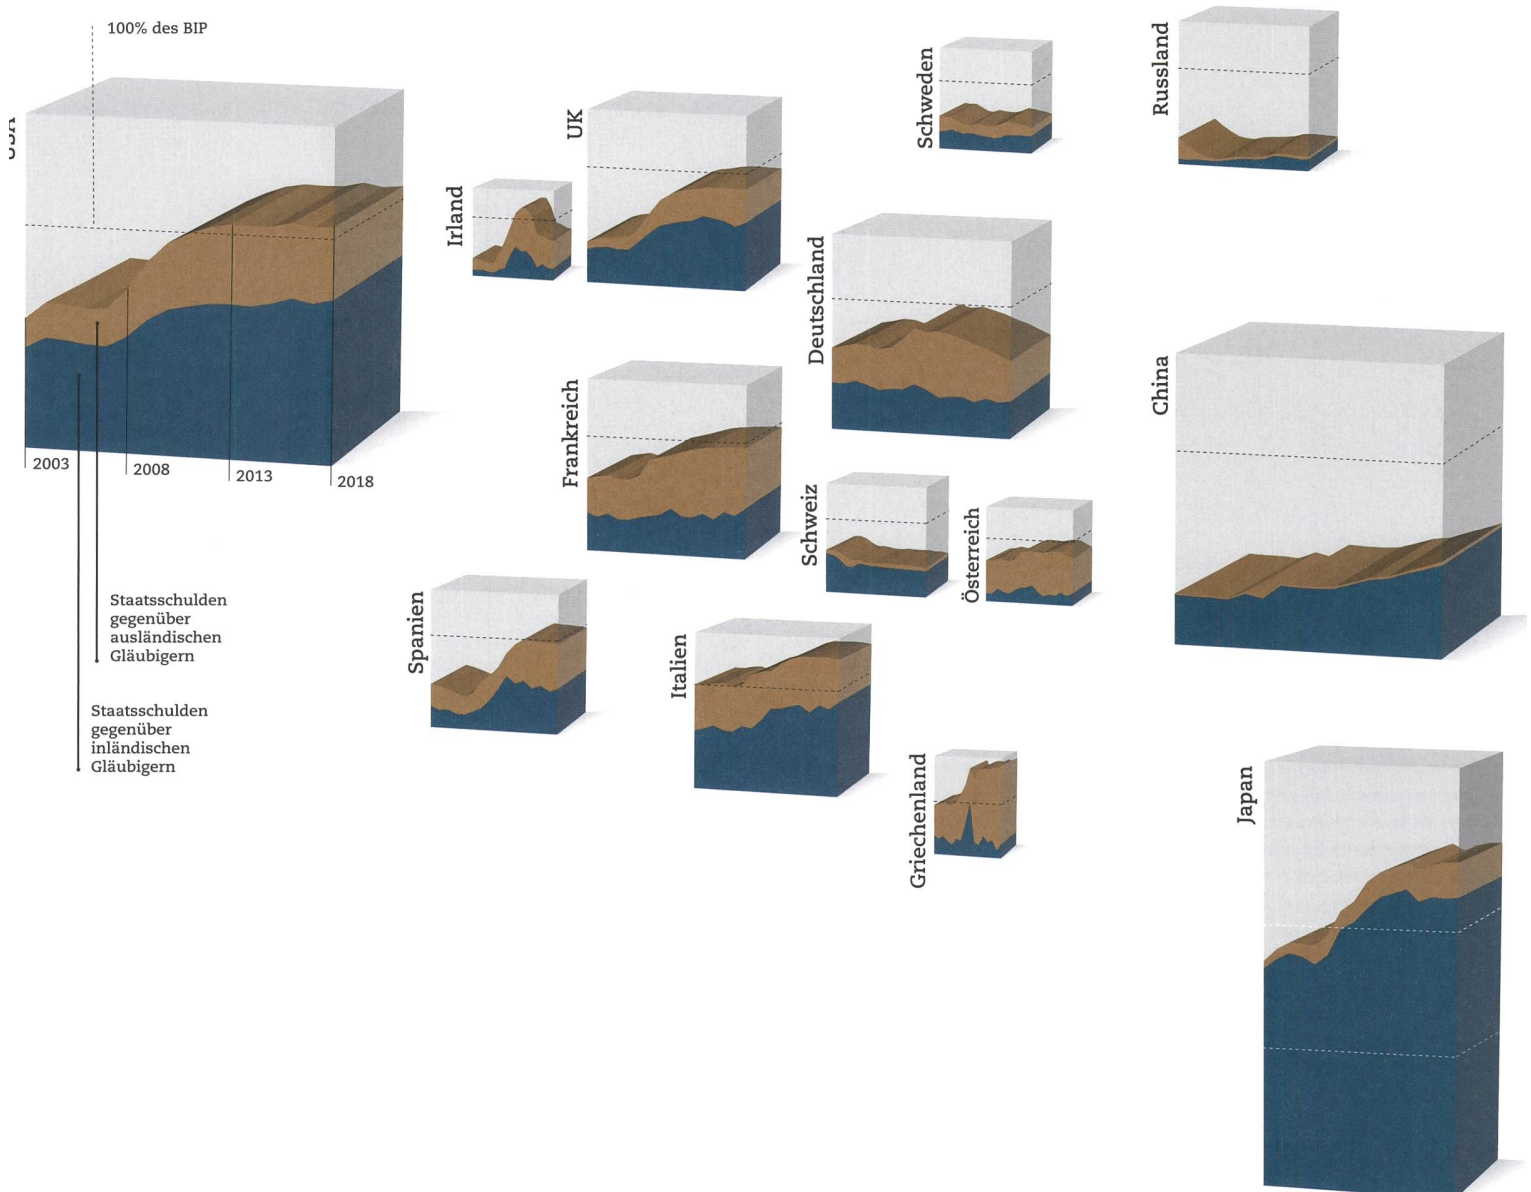 100% des BIP
USA
2003
2008
2013
2018
Staatsschulden
gegenüber
ausländischen
Gläubigern
Staatsschulden
gegenüber
inländischen
Gläubigern
Irland
UK
Schweden
Russland
Deutschland
Frankreich
China
Schweiz
Österreich
Spanien
Italien
Griechenland
Japan